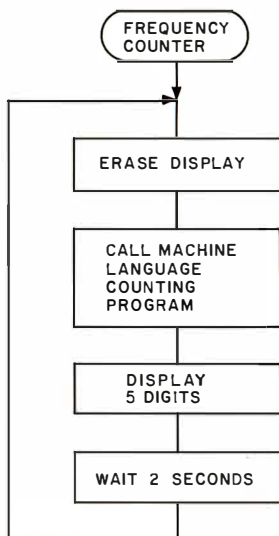 FREQUENCY
COUNTER
ERASE DISPLAY
CALL MACHINE
LANGUAGE
COUNTING
PROGRAM
DISPLAY
5 DIGITS
WAIT 2 SECONDS